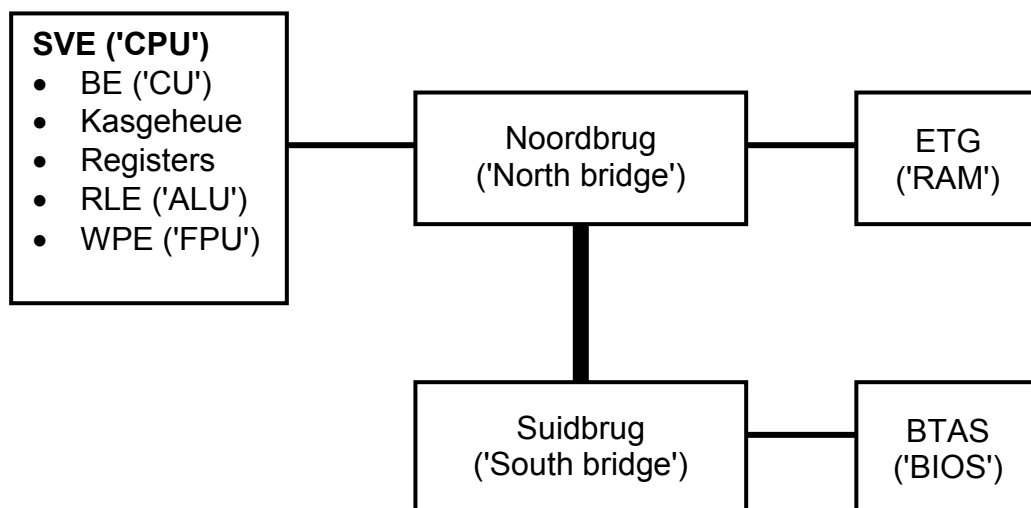 SVE ('CPU')
• BE ('CU')
• Kasgeheue
• Registers
• RLE ('ALU')
• WPE ('FPU')
Noordbrug
('North bridge')
ETG
('RAM')
Suidbrug
('South bridge')
BTAS
('BIOS')